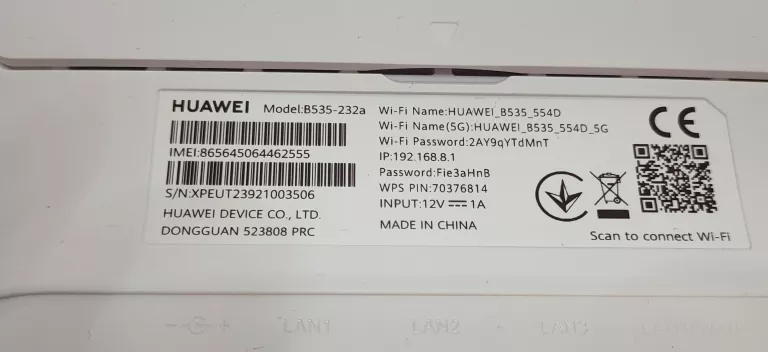 HUAWEI Model:B535-232a
IMEI:865645064462555
S/N:XPEUT23921003506
HUAWEI DEVICE CO., LTD.
DONGGUAN 523808 PRC
Wi-Fi Name:HUAWEI_B535_554D
Wi-Fi Name(5G):HUAWEI_B535_554D_5G
Wi-Fi Password:2AY9qYTdMnT
IP:192.168.8.1
Password:Fie3aHnB
WPS PIN:70376814
INPUT:12V⎓1A
MADE IN CHINA
CE
Scan to connect Wi-Fi
LAN1
LAN2
LAN3